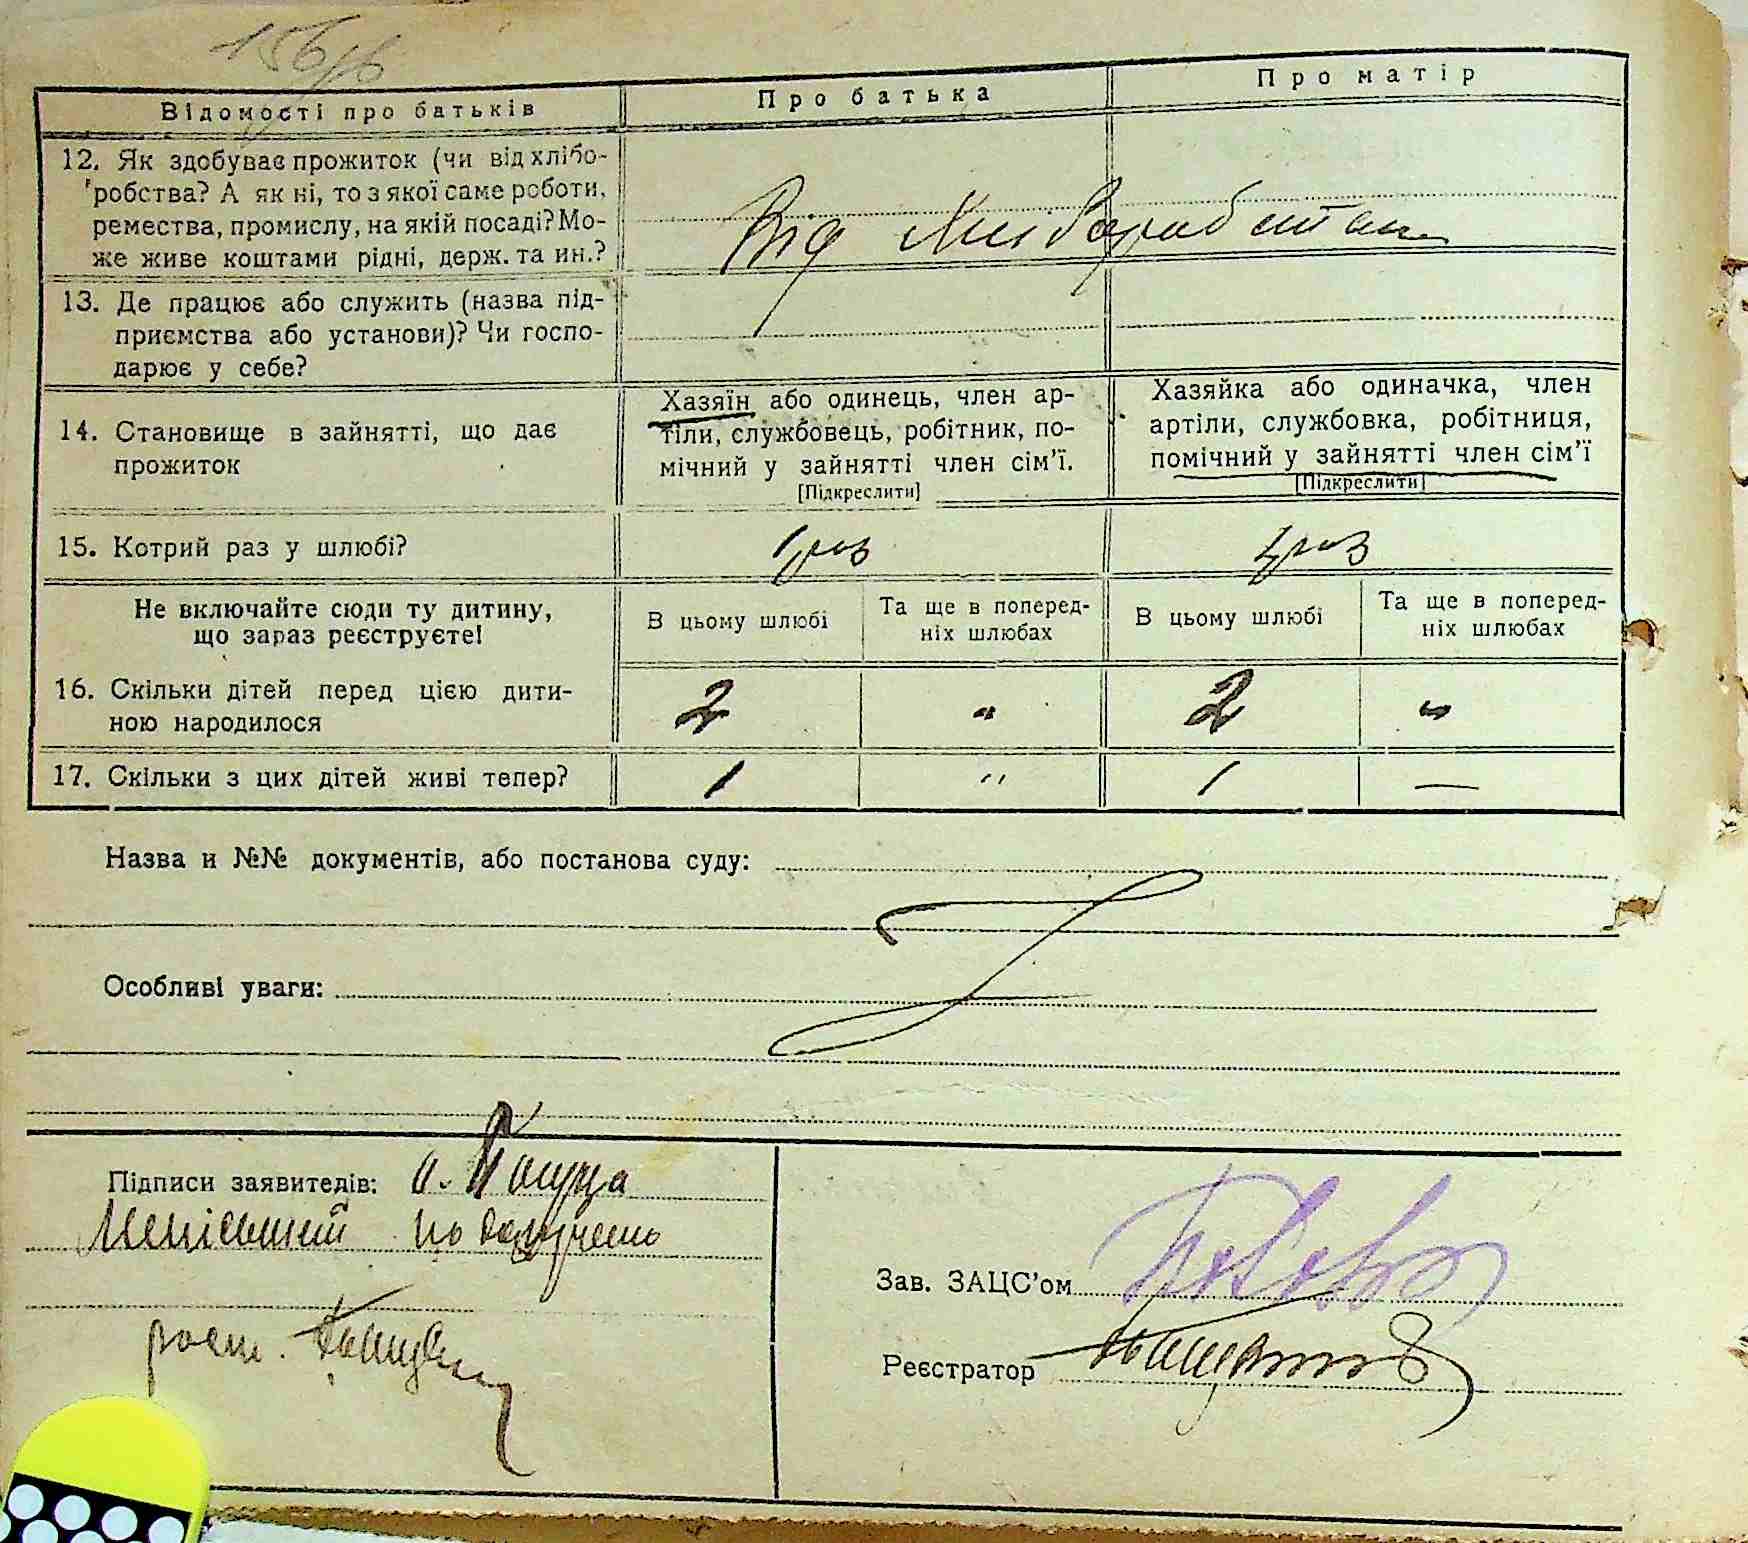 156/в
Відомості про батьків
Про батька
Про матір
12. Як здобуває прожиток (чи від хлібо-
робства? А як ні, то з якої саме роботи,
ремества, промислу, на якій посаді? Мо-
же живе коштами рідні, держ. та ин.?
Від
13. Де працює або служить (назва під-
приємства або установи)? Чи госпо-
дарює у себе?
14. Становище в зайнятті, що дає
прожиток
Хазяїн або одинець, член ар-
тіли, службовець, робітник, по-
мічний у зайнятті член сім'ї.
[Підкреслити]
Хазяйка або одиначка, член
артіли, службовка, робітниця,
помічний у зайнятті член сім'ї
[Підкреслити]
15. Котрий раз у шлюбі?
1 раз
1 раз
Не включайте сюди ту дитину,
що зараз реєструєте!
В цьому шлюбі
Та ще в поперед-
ніх шлюбах
В цьому шлюбі
Та ще в поперед-
ніх шлюбах
16. Скільки дітей перед цією дити-
ною народилося
2 " 2 "
17. Скільки з цих дітей живі тепер?
1 " 1 —
Назва и №№ документів, або постанова суду:
Особливі уваги:
Підписи заявитедів:
Зав. ЗАЦС'ом
Реєстратор